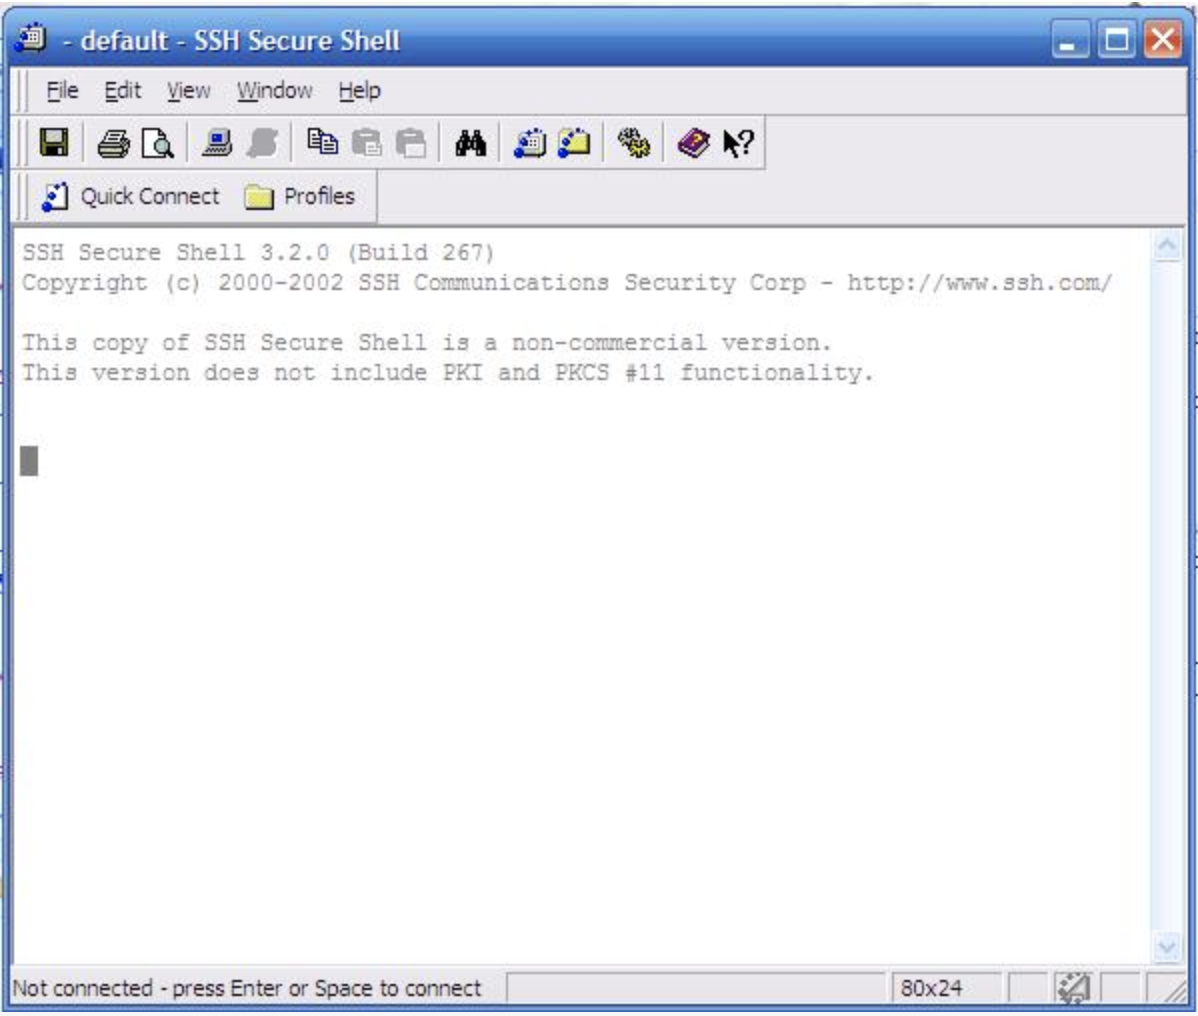 - default - SSH Secure Shell
File Edit View Window Help
Quick Connect Profiles
SSH Secure Shell 3.2.0 (Build 267)
Copyright (c) 2000-2002 SSH Communications Security Corp - http://www.ssh.com/
This copy of SSH Secure Shell is a non-commercial version.
This version does not include PKI and PKCS #11 functionality.
Not connected - press Enter or Space to connect 80x24